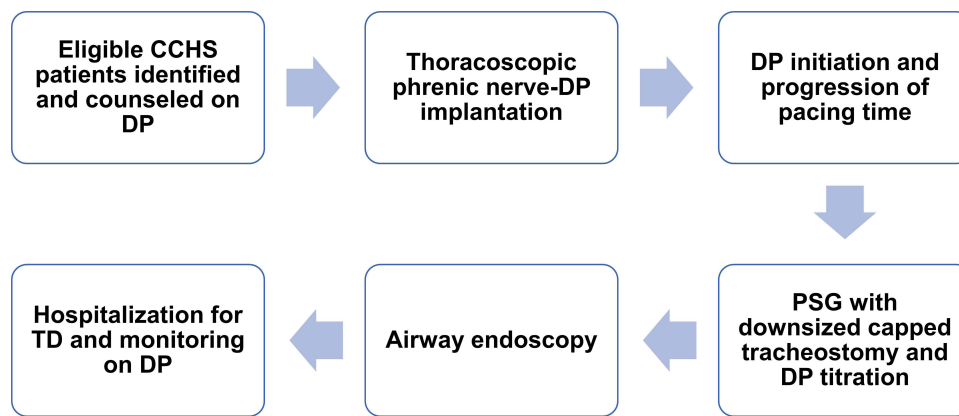 Eligible CCHS
patients identified
and counseled on
DP
Thoracoscopic
phrenic nerve-DP
implantation
DP initiation and
progression of
pacing time
PSG with
downsized capped
tracheostomy and
DP titration
Airway endoscopy
Hospitalization for
TD and monitoring
on DP